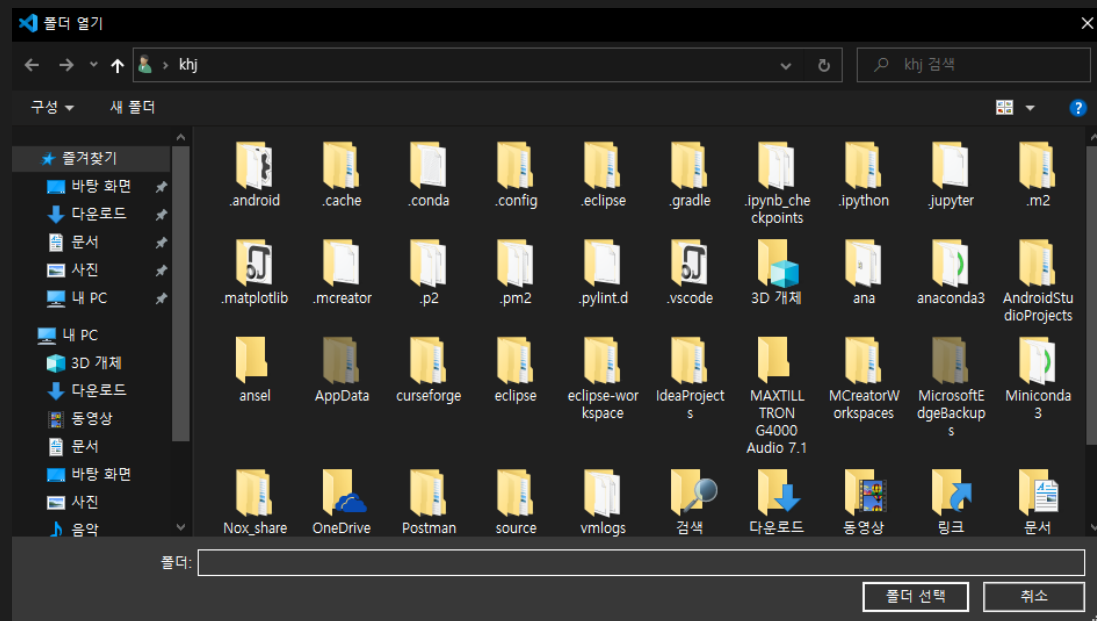 폴더 열기
khj
khj 검색
구성
새 폴더
즐겨찾기
바탕 화면
다운로드
문서
사진
내 PC
내 PC
3D 개체
다운로드
동영상
문서
바탕 화면
사진
음악
.android
.cache
.conda
.config
.eclipse
.gradle
.ipynb_che
ckpoints
.ipython
.jupyter
.m2
.matplotlib
.mcreator
.p2
.pm2
.pylint.d
.vscode
3D 개체
ana
anaconda3
AndroidStu
dioProjects
ansel
AppData
curseforge
eclipse
eclipse-wor
kspace
IdeaProject
s
MAXTILL
TRON
G4000
Audio 7.1
MCreatorW
orkspaces
MicrosoftE
dgeBackup
s
Miniconda
3
Nox_share
OneDrive
Postman
source
vmlogs
검색
다운로드
동영상
링크
문서
폴더:
폴더 선택
취소